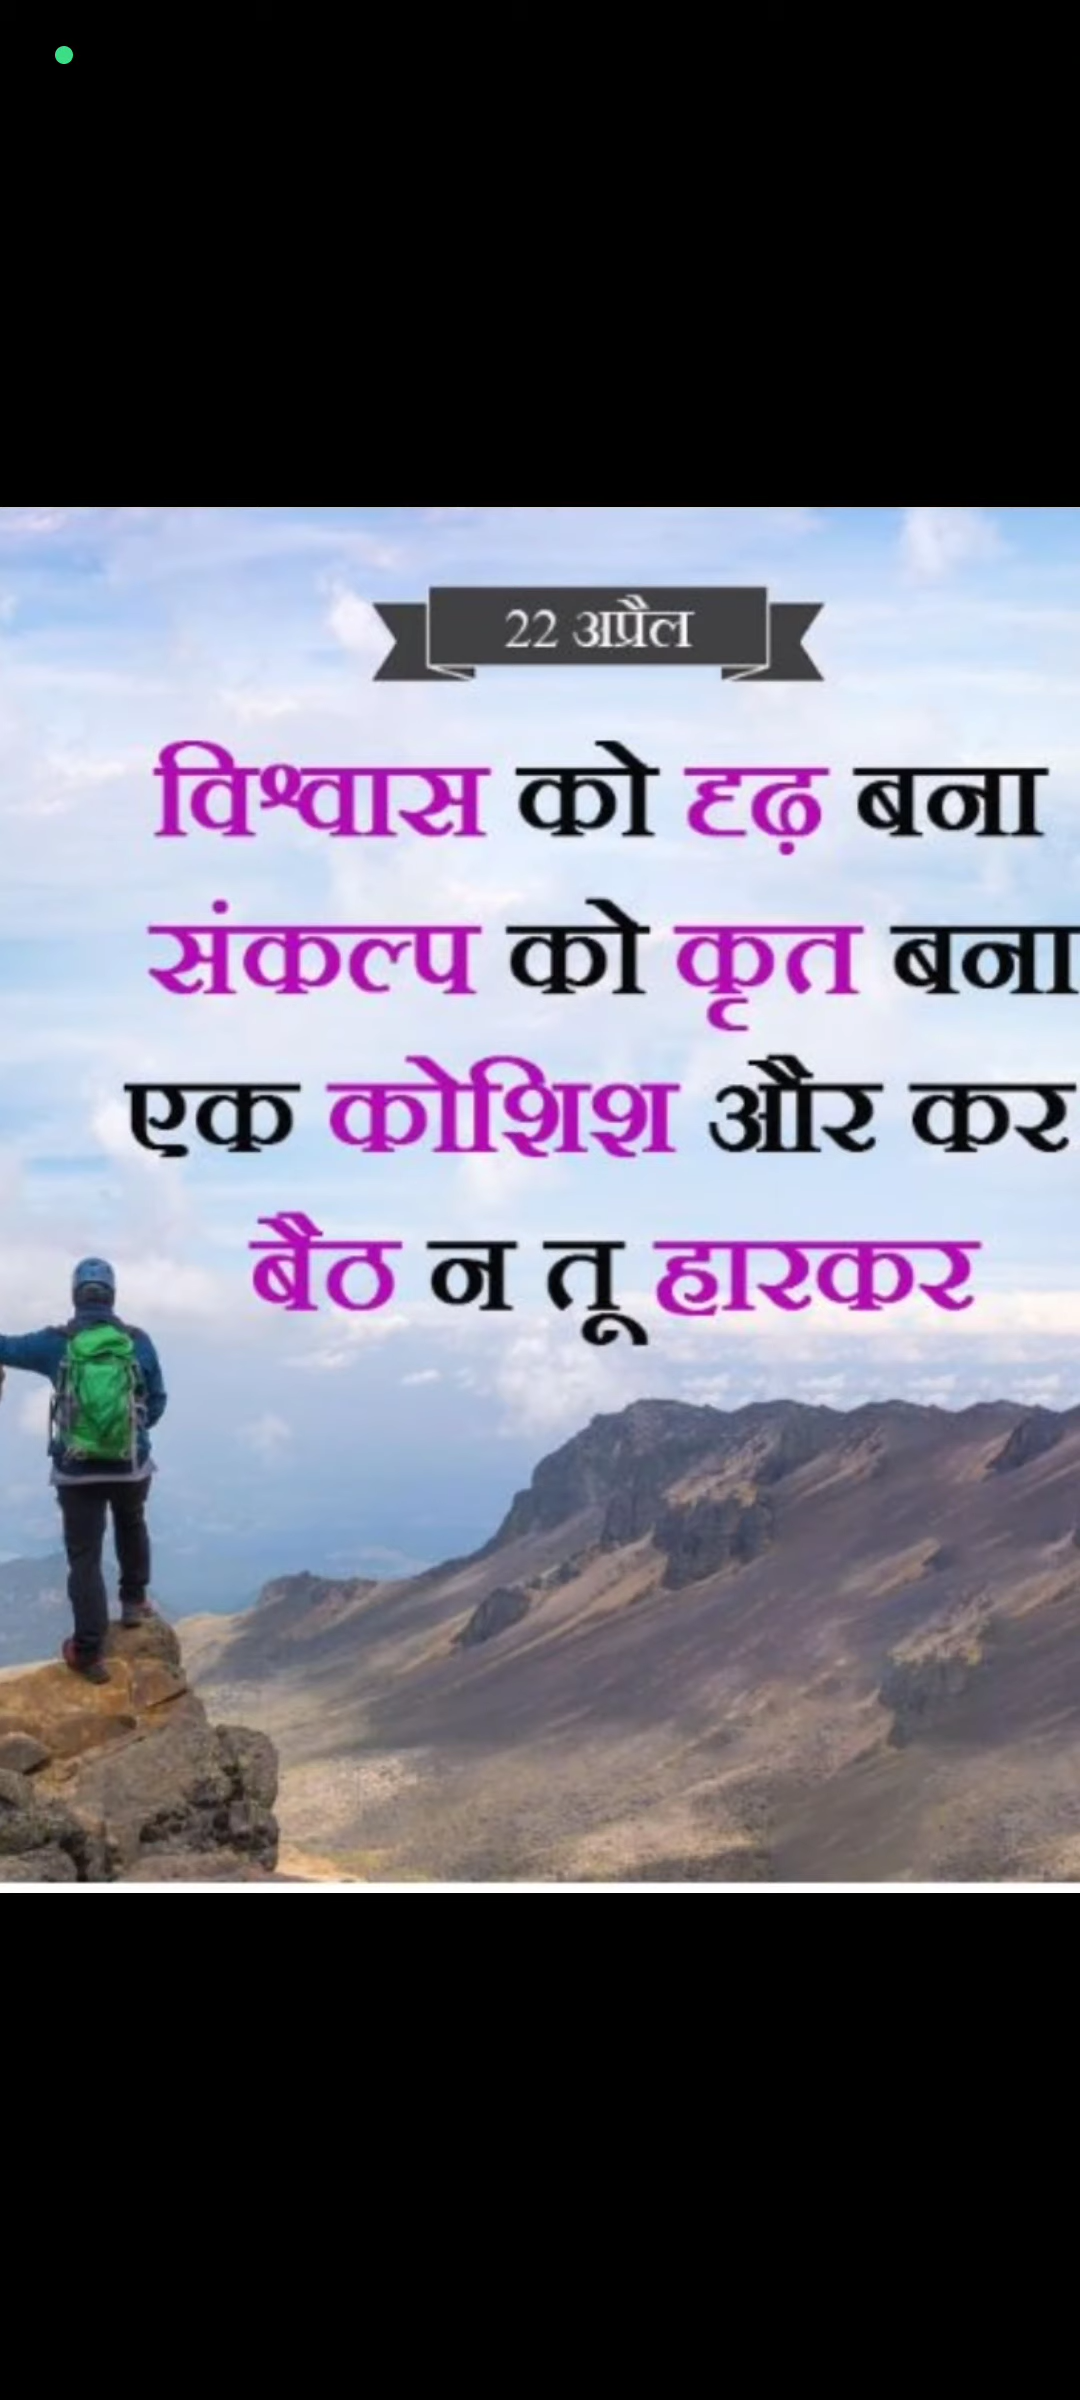 22 अप्रैल
विश्वास को दृढ़ बना
संकल्प को कृत बना
एक कोशिश और कर
बैठ न तू हारकर